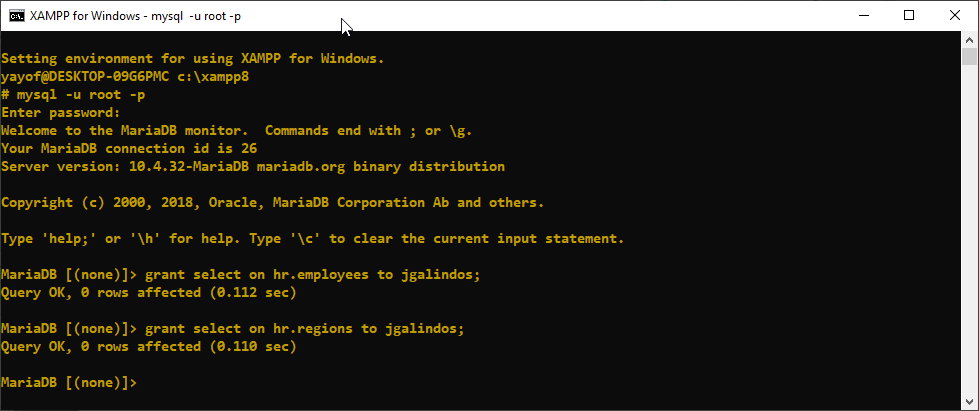 XAMPP for Windows - mysql  -u root -p
Setting environment for using XAMPP for Windows.
yayof@DESKTOP-09G6PMC c:\xampp8
# mysql -u root -p
Enter password:
Welcome to the MariaDB monitor.  Commands end with ; or \g.
Your MariaDB connection id is 26
Server version: 10.4.32-MariaDB mariadb.org binary distribution
Copyright (c) 2000, 2018, Oracle, MariaDB Corporation Ab and others.
Type 'help;' or '\h' for help. Type '\c' to clear the current input statement.
MariaDB [(none)]> grant select on hr.employees to jgalindos;
Query OK, 0 rows affected (0.112 sec)
MariaDB [(none)]> grant select on hr.regions to jgalindos;
Query OK, 0 rows affected (0.110 sec)
MariaDB [(none)]>